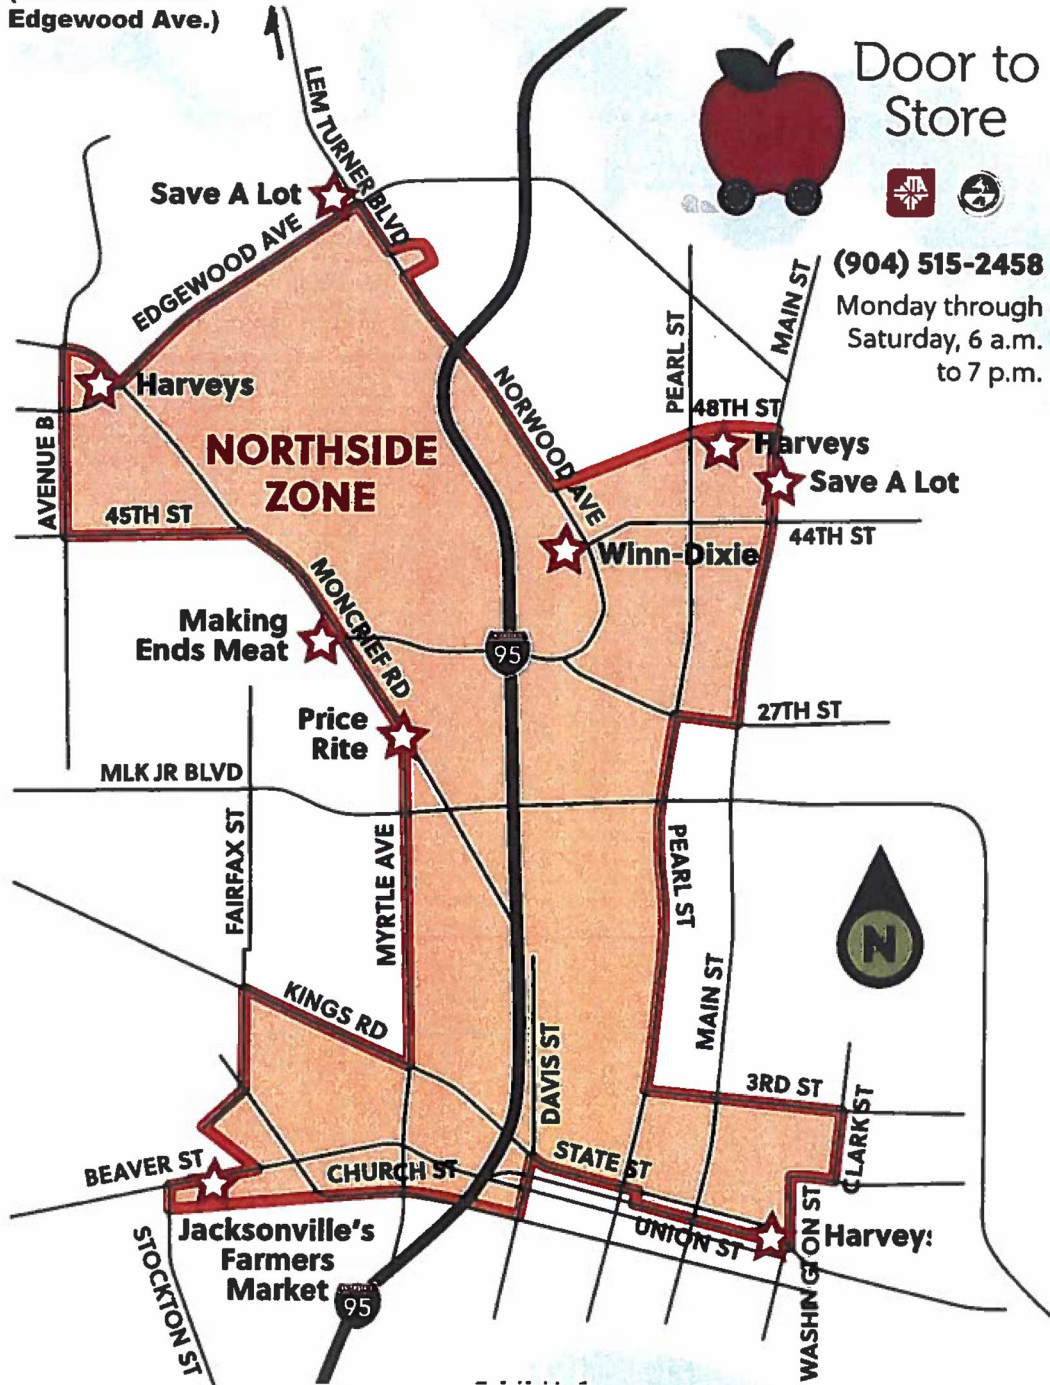 Edgewood Ave.)
Door to
Store
JTA
(904) 515-2458
Monday through
Saturday, 6 a.m.
to 7 p.m.
LEM TURNER BLVD
Save A Lot
EDGEWOOD AVE
MAIN ST
PEARL ST
Harveys
NORWOOD AVE
48TH ST
Harveys
AVENUE B
NORTHSIDE
ZONE
Save A Lot
45TH ST
44TH ST
Winn-Dixie
MONCRIEF RD
Making
Ends Meat
95
Price
Rite
27TH ST
MLK JR BLVD
FAIRFAX ST
MYRTLE AVE
PEARL ST
N
MAIN ST
KINGS RD
DAVIS ST
3RD ST
CLARK ST
BEAVER ST
CHURCH ST
STATE ST
UNION ST
Harveys
WASHINGTON ST
Jacksonville's
Farmers
Market
STOCKTON ST
95